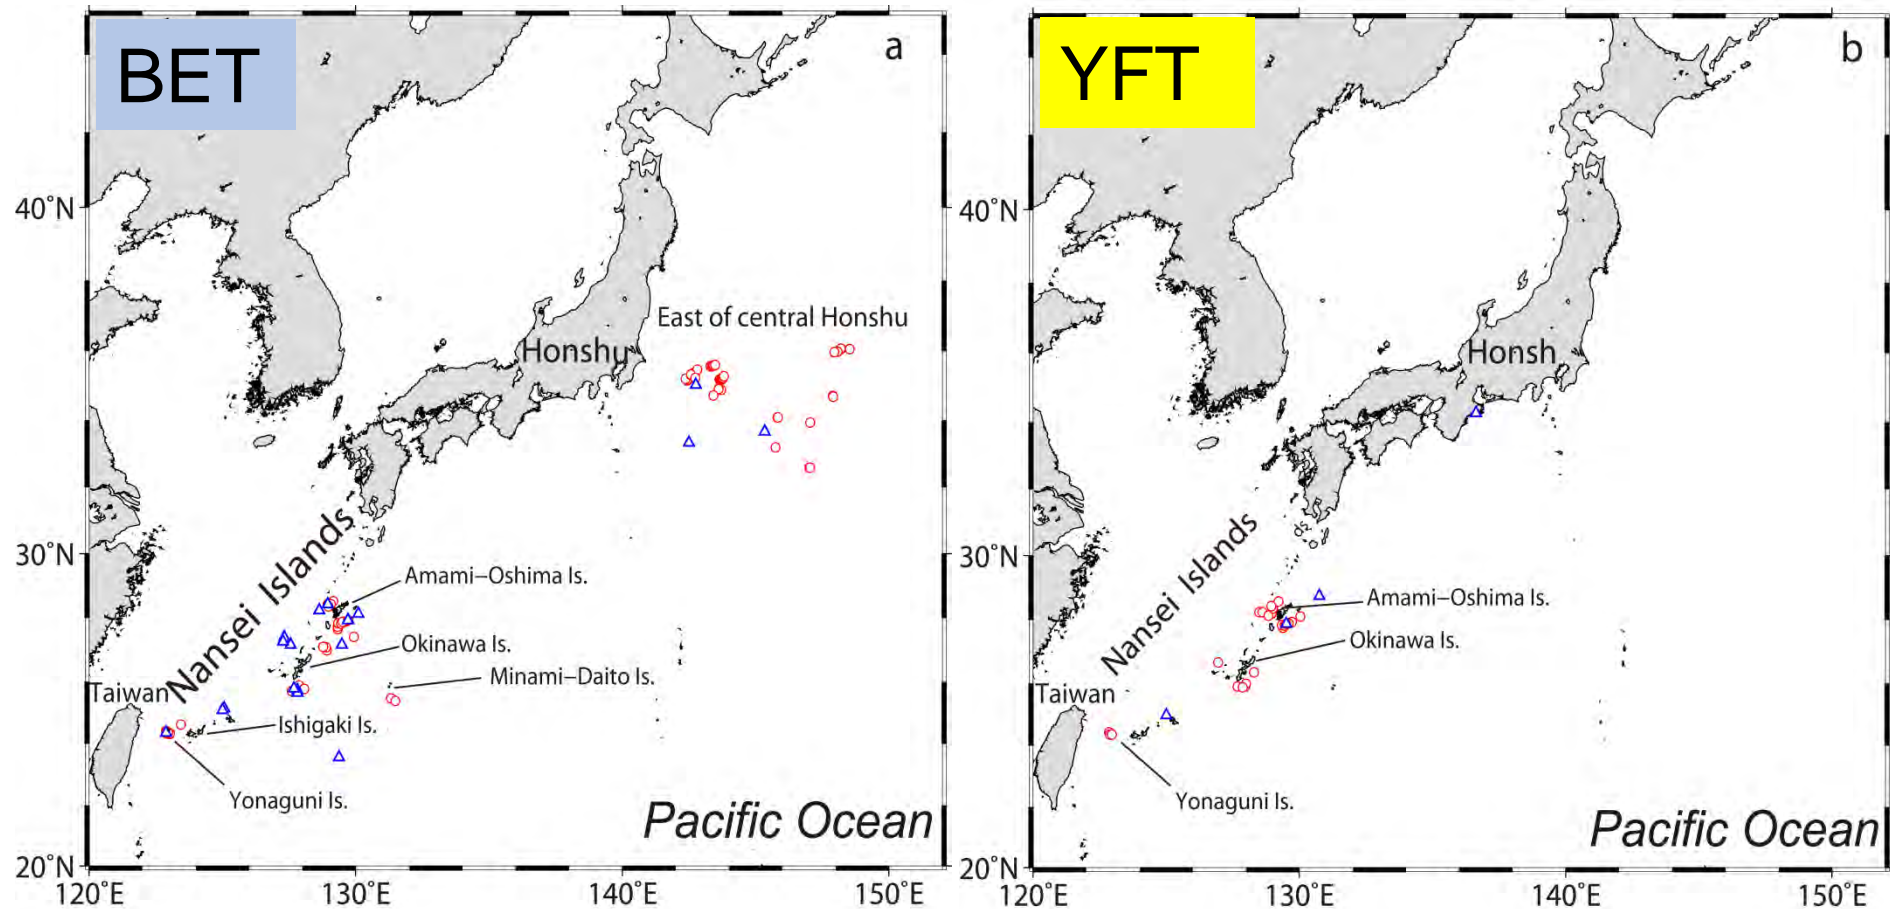 BET
a
40°N
East of central Honshu
Honshu
30°N
Nansei Islands
Amami-Oshima Is.
Okinawa Is.
Minami-Daito Is.
Taiwan
Ishigaki Is.
Yonaguni Is.
Pacific Ocean
20°N
120°E
130°E
140°E
150°E
YFT
b
40°N
Honsh
30°N
Nansei Islands
Amami-Oshima Is.
Okinawa Is.
Taiwan
Yonaguni Is.
Pacific Ocean
20°N
120°E
130°E
140°E
150°E